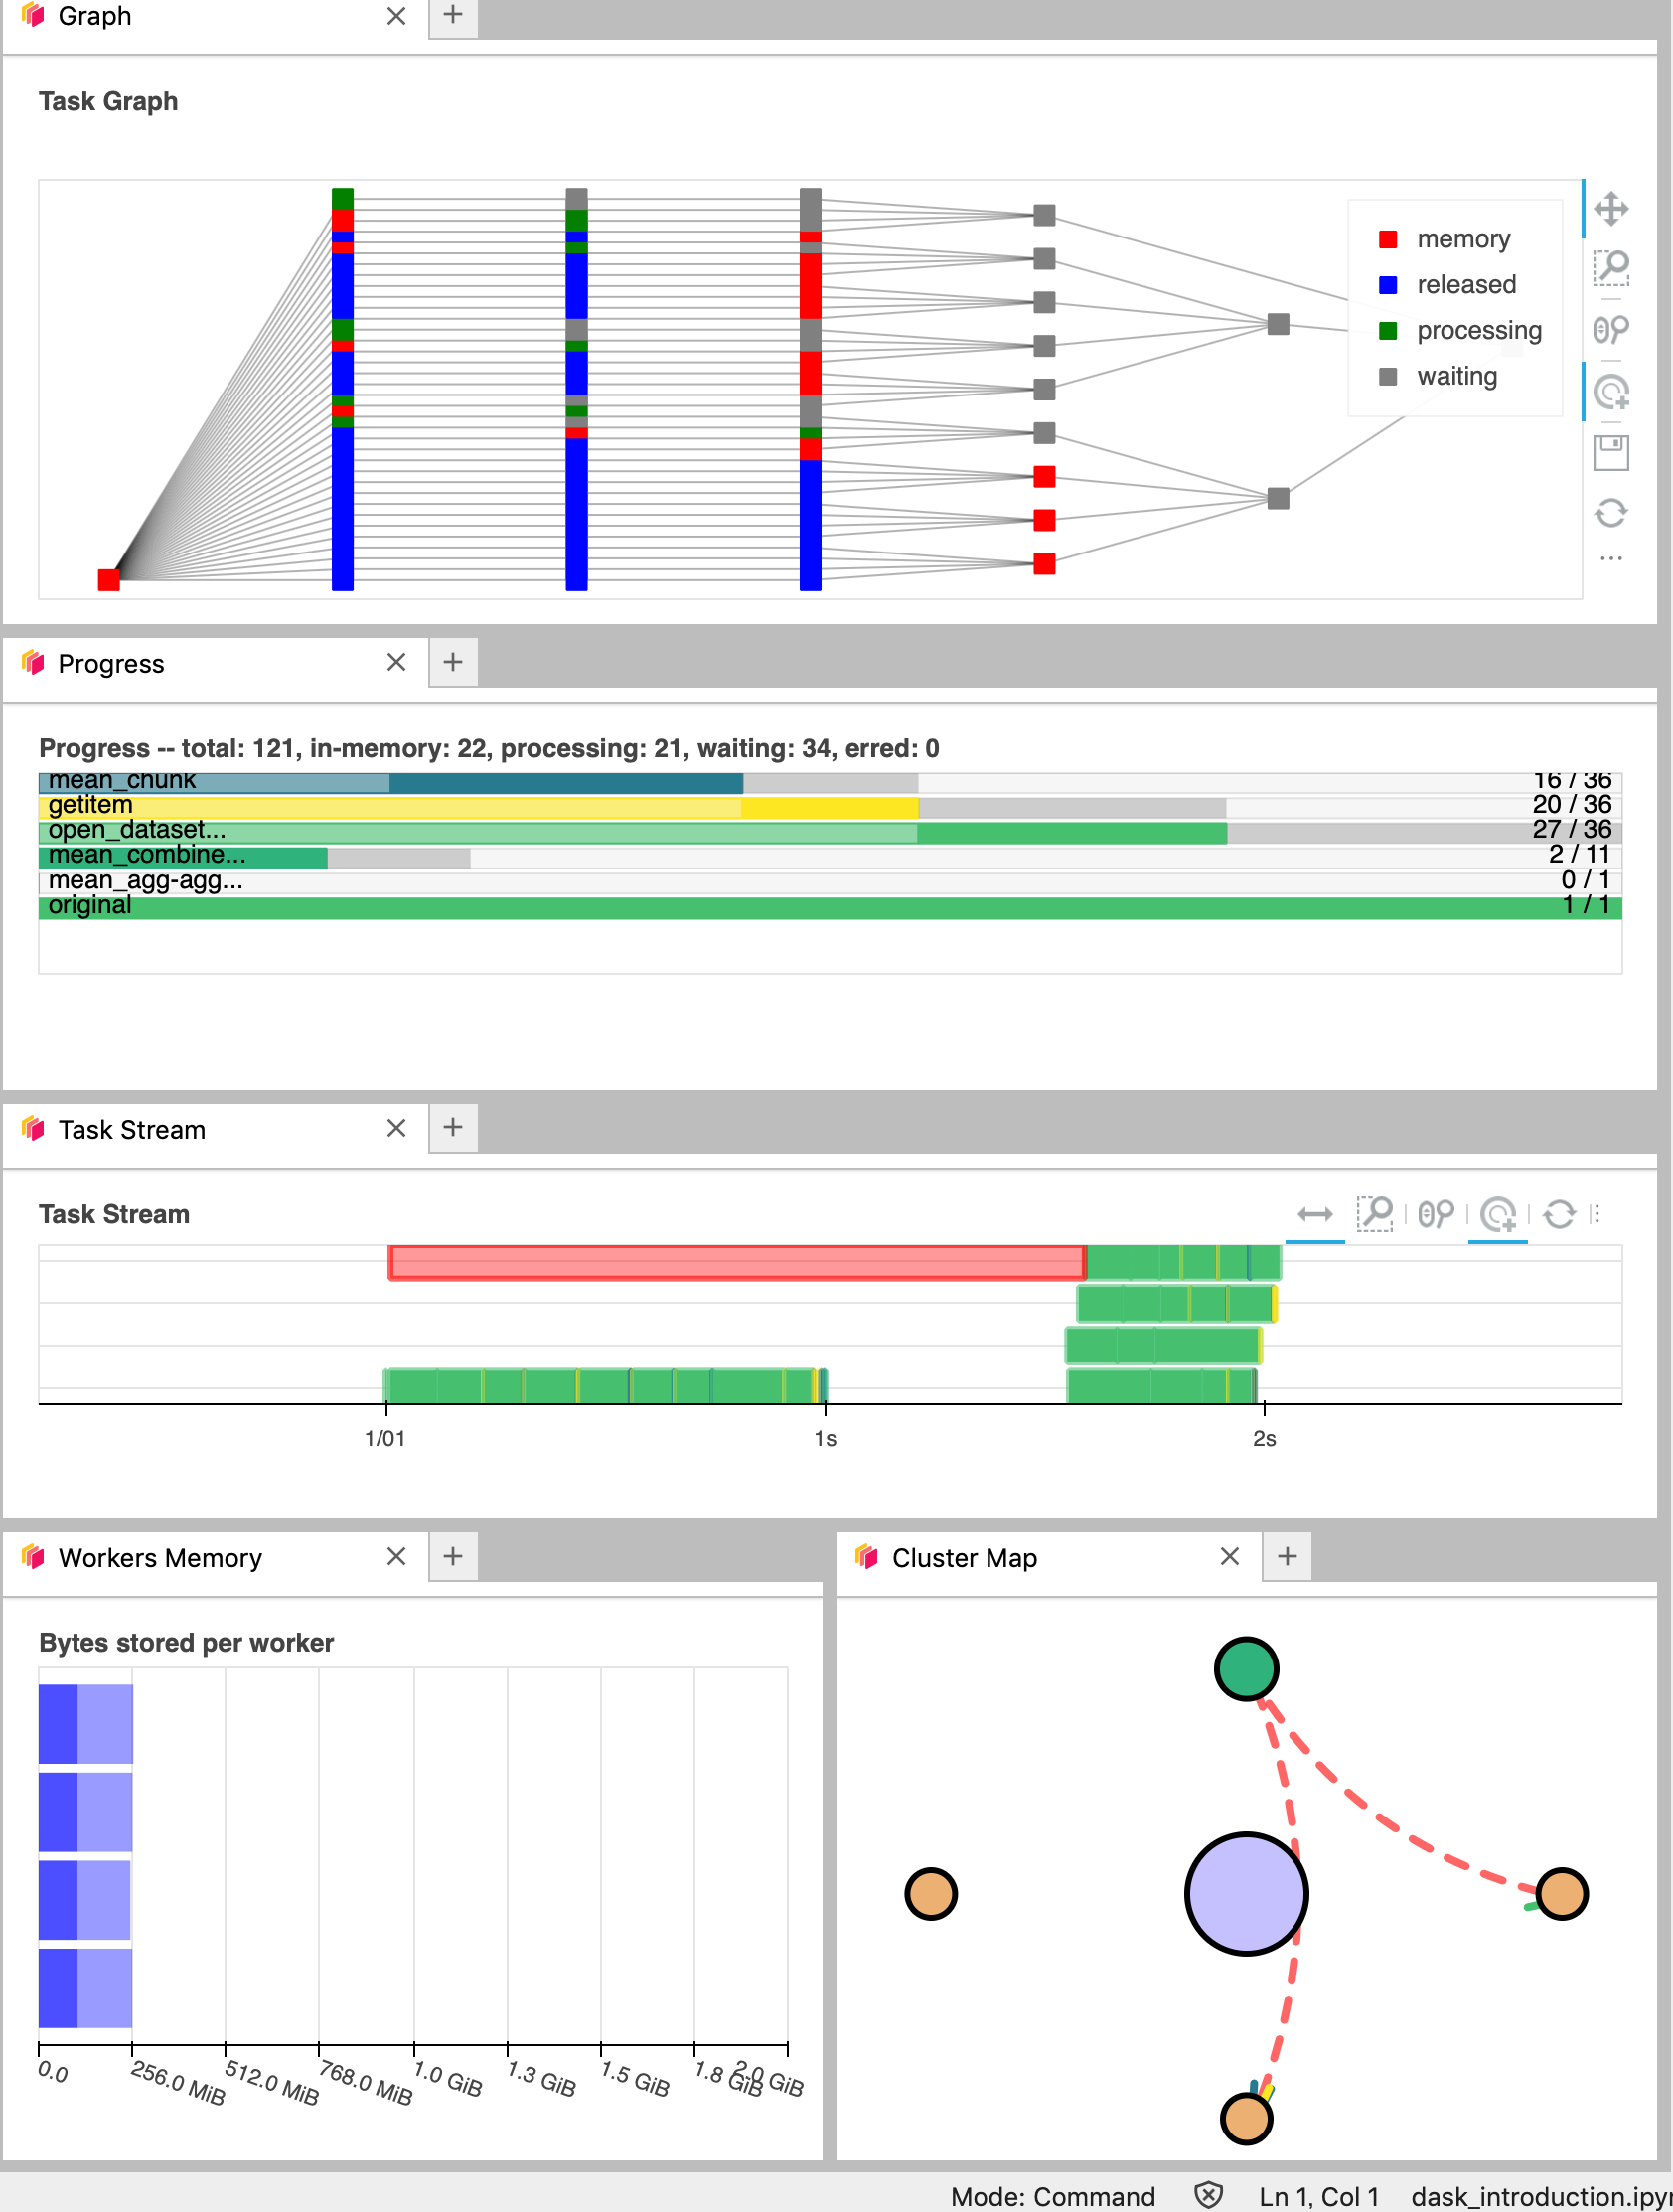 Graph
Task Graph
memory
released
processing
waiting
Progress
Progress -- total: 121, in-memory: 22, processing: 21, waiting: 34, erred: 0
mean_chunk 16 / 36
getitem 20 / 36
open_dataset... 27 / 36
mean_combine... 2 / 11
mean_agg-agg... 0 / 1
original 1 / 1
Task Stream
Task Stream
1/01 1s 2s
Workers Memory Cluster Map
Bytes stored per worker
0.0 256.0 MiB 512.0 MiB 768.0 MiB 1.0 GiB 1.3 GiB 1.5 GiB 1.8 GiB 2.0 GiB
Mode: Command Ln 1, Col 1 dask_introduction.ipy